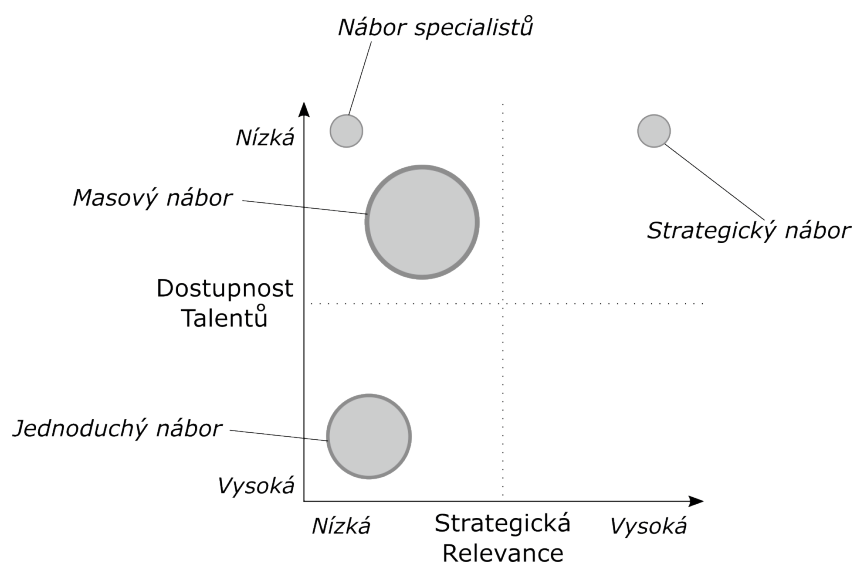 Nábor specialistů
Nízká
Masový nábor
Strategický nábor
Dostupnost
Talentů
Jednoduchý nábor
Vysoká
Nízká
Strategická
Relevance
Vysoká